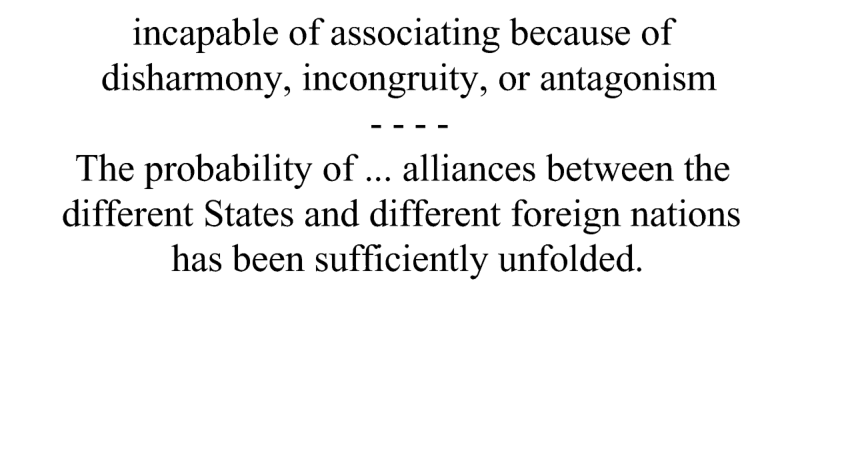 incapable of associating because of
disharmony, incongruity, or antagonism
- - - -
The probability of ... alliances between the
different States and different foreign nations
has been sufficiently unfolded.